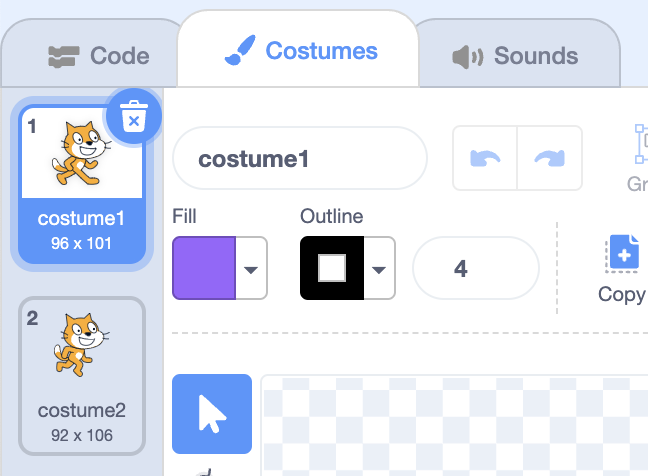 Code
Costumes
Sounds
1
costume1
96 x 101
2
costume2
92 x 106
costume1
Fill
Outline
4
Copy